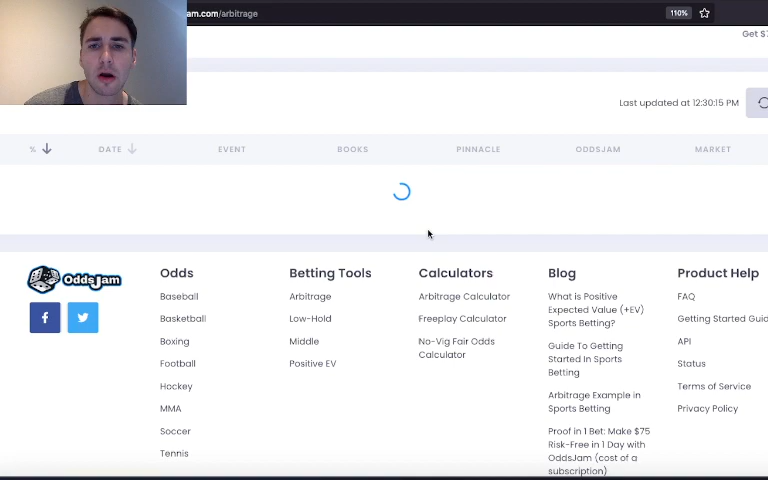 am.com/arbitrage
110%
Get $
Last updated at 12:30:15 PM
% DATE EVENT BOOKS PINNACLE ODDSJAM MARKET
OddsJam
Odds
Baseball
Basketball
Boxing
Football
Hockey
MMA
Soccer
Tennis
Betting Tools
Arbitrage
Low-Hold
Middle
Positive EV
Calculators
Arbitrage Calculator
Freeplay Calculator
No-Vig Fair Odds
Calculator
Blog
What is Positive
Expected Value (+EV)
Sports Betting?
Guide To Getting
Started In Sports
Betting
Arbitrage Example in
Sports Betting
Proof in 1 Bet: Make $75
Risk-Free in 1 Day with
OddsJam (cost of a
subscription)
Product Help
FAQ
Getting Started Guid
API
Status
Terms of Service
Privacy Policy